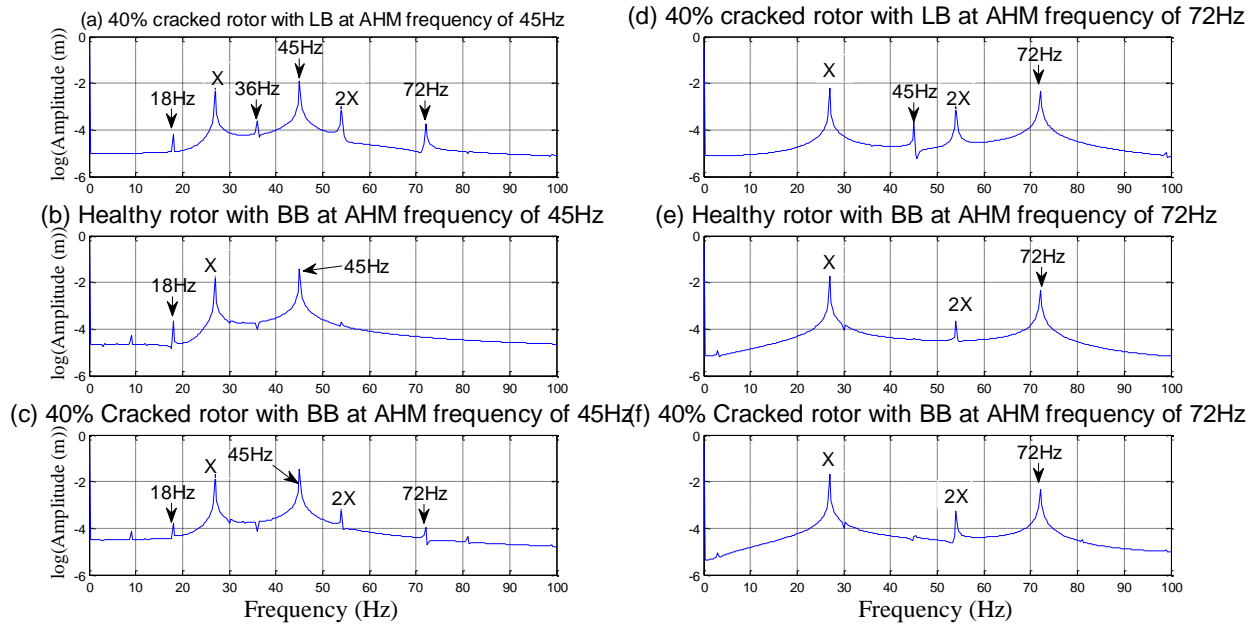 (a) 40% cracked rotor with LB at AHM frequency of 45Hz
log(Amplitude (m))
0
-2
-4
-6
18Hz
X
36Hz
45Hz
2X
72Hz
0 10 20 30 40 50 60 70 80 90 100
(b) Healthy rotor with BB at AHM frequency of 45Hz
log(Amplitude (m))
0
-2
-4
-6
18Hz
X
45Hz
0 10 20 30 40 50 60 70 80 90 100
(c) 40% Cracked rotor with BB at AHM frequency of 45Hz
log(Amplitude (m))
0
-2
-4
-6
18Hz
X
45Hz
2X
72Hz
0 10 20 30 40 50 60 70 80 90 100
Frequency (Hz)
(d) 40% cracked rotor with LB at AHM frequency of 72Hz
0
-2
-4
-6
X
45Hz
2X
72Hz
0 10 20 30 40 50 60 70 80 90 100
(e) Healthy rotor with BB at AHM frequency of 72Hz
0
-2
-4
-6
X
2X
72Hz
0 10 20 30 40 50 60 70 80 90 100
(f) 40% Cracked rotor with BB at AHM frequency of 72Hz
0
-2
-4
-6
X
2X
72Hz
0 10 20 30 40 50 60 70 80 90 100
Frequency (Hz)